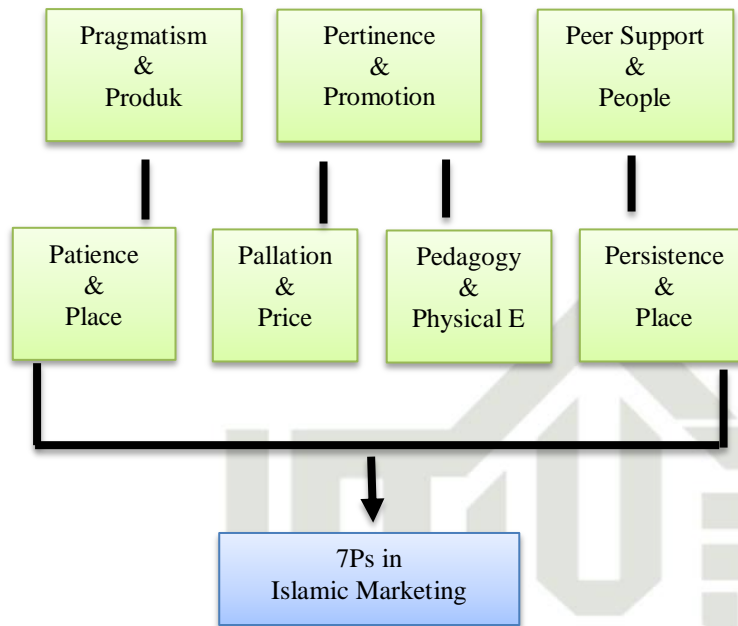 Pragmatism
&
Produk
Pertinence
&
Promotion
Peer Support
&
People
Patience
&
Place
Pallation
&
Price
Pedagogy
&
Physical E
Persistence
&
Place
7Ps in
Islamic Marketing